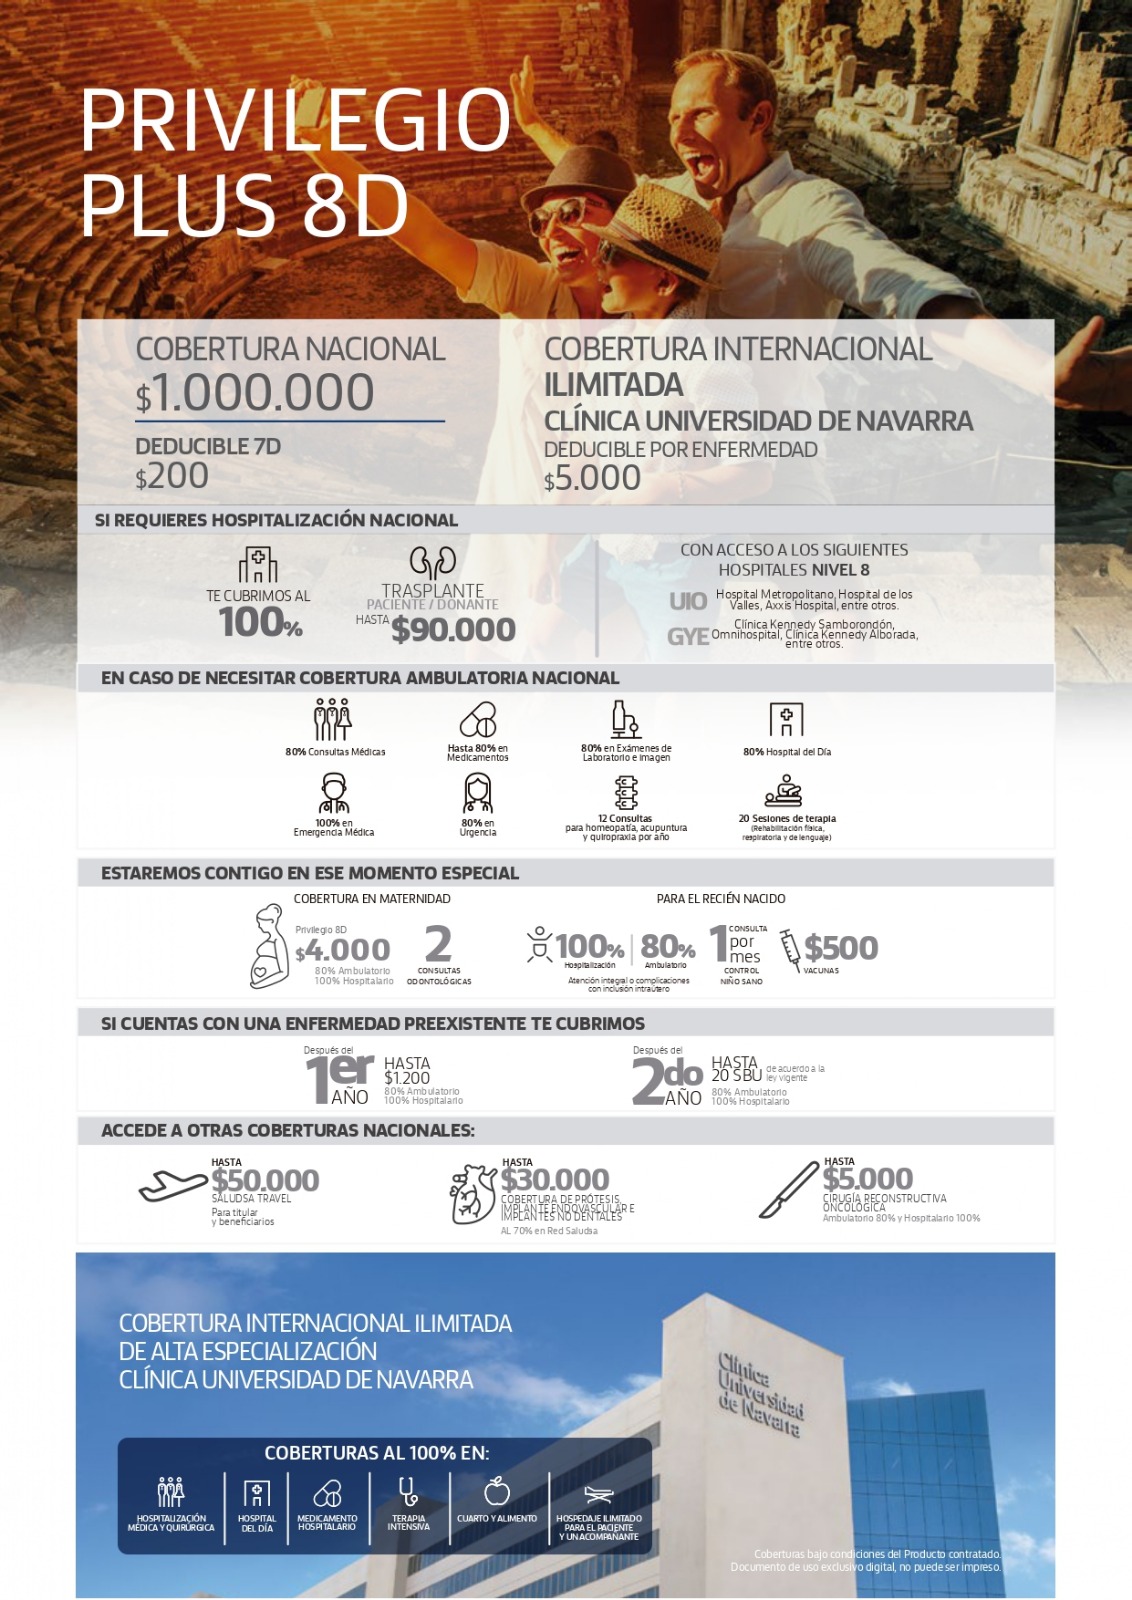 PRIVILEGIO
PLUS 8D
COBERTURA NACIONAL
$1.000.000
DEDUCIBLE 7D
$200
COBERTURA INTERNACIONAL
ILIMITADA
CLÍNICA UNIVERSIDAD DE NAVARRA
DEDUCIBLE POR ENFERMEDAD
$5.000
SI REQUIERES HOSPITALIZACIÓN NACIONAL
TE CUBRIMOS AL
100%
TRASPLANTE
PACIENTE / DONANTE
HASTA $90.000
CON ACCESO A LOS SIGUIENTES
HOSPITALES NIVEL 8
UIO
Hospital Metropolitano, Hospital de los
Valles, Axxis Hospital, entre otros.
GYE
Clínica Kennedy Samborondón,
Omnihospital, Clínica Kennedy Alborada,
entre otros.
EN CASO DE NECESITAR COBERTURA AMBULATORIA NACIONAL
80% Consultas Médicas
Hasta 80% en
Medicamentos
80% en Exámenes de
Laboratorio e imagen
80% Hospital del Día
100% en
Emergencia Médica
80% en
Urgencia
12 Consultas
para homeopatía, acupuntura
y quiropraxia por año
20 Sesiones de terapia
(Rehabilitación física,
respiratoria y de lenguaje)
ESTAREMOS CONTIGO EN ESE MOMENTO ESPECIAL
COBERTURA EN MATERNIDAD
Privilegio 8D
$4.000
80% Ambulatorio
100% Hospitalario
2
CONSULTAS
ODONTOLÓGICAS
PARA EL RECIÉN NACIDO
100%
Hospitalización
80%
Ambulatorio
Atención integral o complicaciones
con inclusión intraútero
1 CONSULTA
por
mes
CONTROL
NIÑO SANO
$500
VACUNAS
SI CUENTAS CON UNA ENFERMEDAD PREEXISTENTE TE CUBRIMOS
Después del
1er
AÑO
HASTA
$1.200
80% Ambulatorio
100% Hospitalario
Después del
2do
AÑO
HASTA
20 SBU
de acuerdo a la
ley vigente
80% Ambulatorio
100% Hospitalario
ACCEDE A OTRAS COBERTURAS NACIONALES:
HASTA
$50.000
SALUDSA TRAVEL
Para titular
y beneficiarios
HASTA
$30.000
COBERTURA DE PRÓTESIS,
IMPLANTE ENDOVASCULAR E
IMPLANTES NO DENTALES
AL 70% en Red Saludsa
HASTA
$5.000
CIRUGÍA RECONSTRUCTIVA
ONCOLÓGICA
Ambulatorio 80% y Hospitalario 100%
COBERTURA INTERNACIONAL ILIMITADA
DE ALTA ESPECIALIZACIÓN
CLÍNICA UNIVERSIDAD DE NAVARRA
Clínica
Universidad
de Navarra
COBERTURAS AL 100% EN:
HOSPITALIZACIÓN
MÉDICA Y QUIRÚRGICA
HOSPITAL
DEL DÍA
MEDICAMENTO
HOSPITALARIO
TERAPIA
INTENSIVA
CUARTO Y ALIMENTO
HOSPEDAJE ILIMITADO
PARA EL PACIENTE
Y UN ACOMPAÑANTE
Coberturas bajo condiciones del Producto contratado.
Documento de uso exclusivo digital, no puede ser impreso.